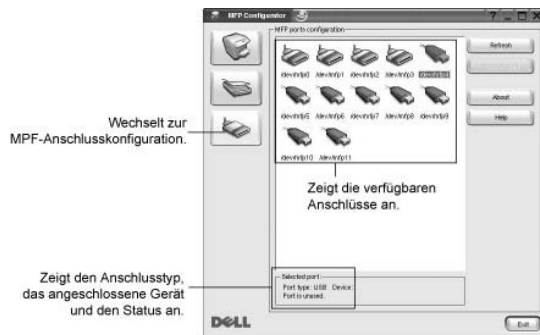 MFP Configurator
MFP ports configuration
/dev/mfp0 /dev/mfp1 /dev/mfp2 /dev/mfp3 /dev/mfp4
/dev/mfp5 /dev/mfp6 /dev/mfp7 /dev/mfp8 /dev/mfp9
/dev/mfp10 /dev/mfp11
Refresh
About
Help
Wechselt zur
MPF-Anschlusskonfiguration.
Zeigt die verfügbaren
Anschlüsse an.
Zeigt den Anschlusstyp,
das angeschlossene Gerät
und den Status an.
Selected port:
Port type: USB Device:
Port is unused.
DELL
Exit